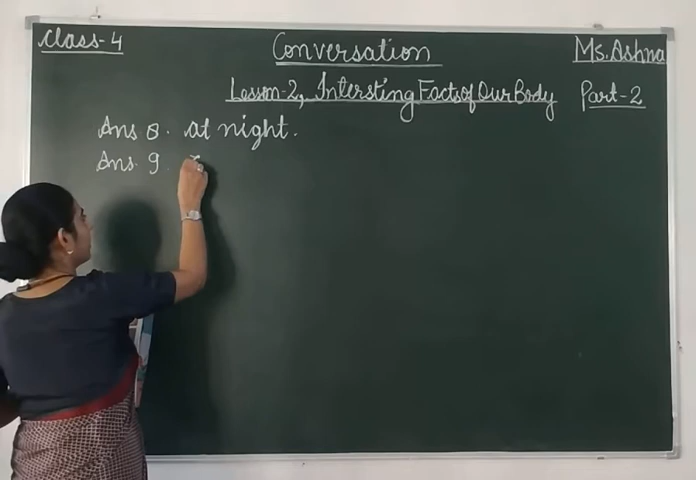 Class-4
Conversation
Ms. Ashna
Lesson-2, Intersting Facts of Our Body
Part-2
Ans 8. at night.
Ans. 9.